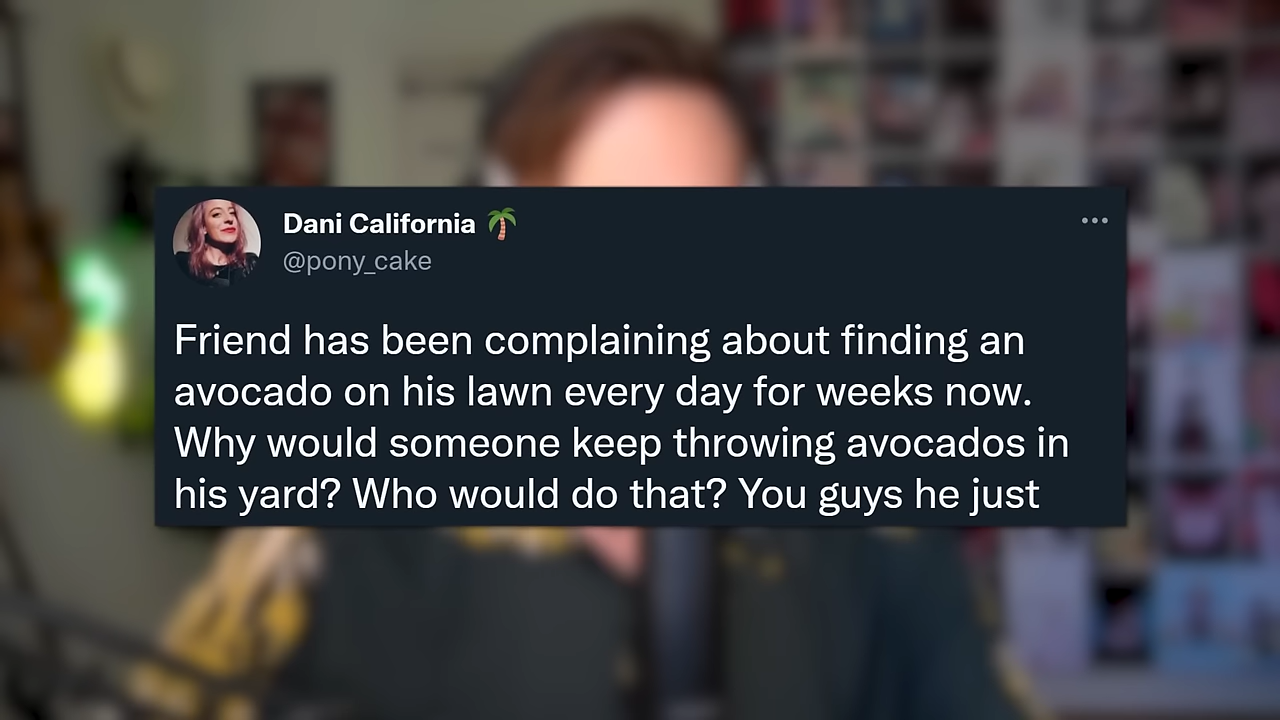 Dani California 🌴
@pony_cake
Friend has been complaining about finding an
avocado on his lawn every day for weeks now.
Why would someone keep throwing avocados in
his yard? Who would do that? You guys he just